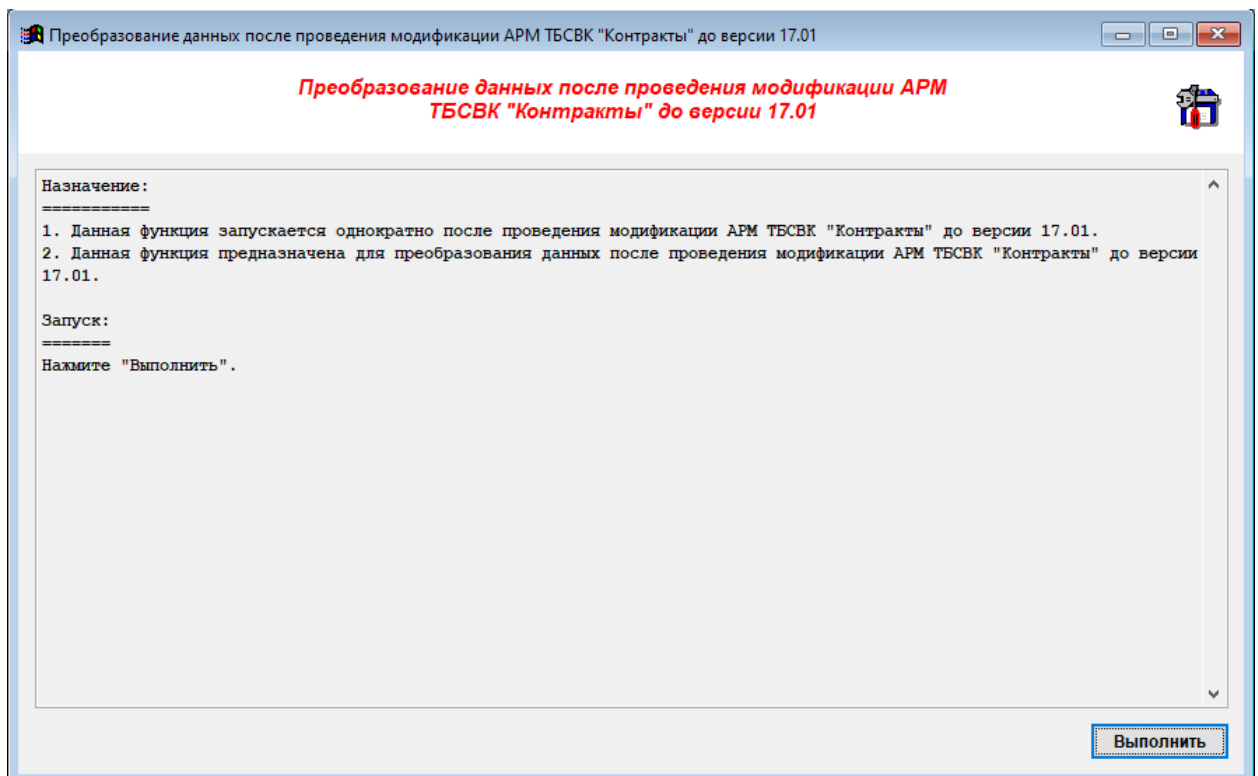 Преобразование данных после проведения модификации АРМ ТБСВК "Контракты" до версии 17.01
Преобразование данных после проведения модификации АРМ
ТБСВК "Контракты" до версии 17.01
Назначение:
===========
1. Данная функция запускается однократно после проведения модификации АРМ ТБСВК "Контракты" до версии 17.01.
2. Данная функция предназначена для преобразования данных после проведения модификации АРМ ТБСВК "Контракты" до версии
17.01.
Запуск:
=======
Нажмите "Выполнить".
Выполнить